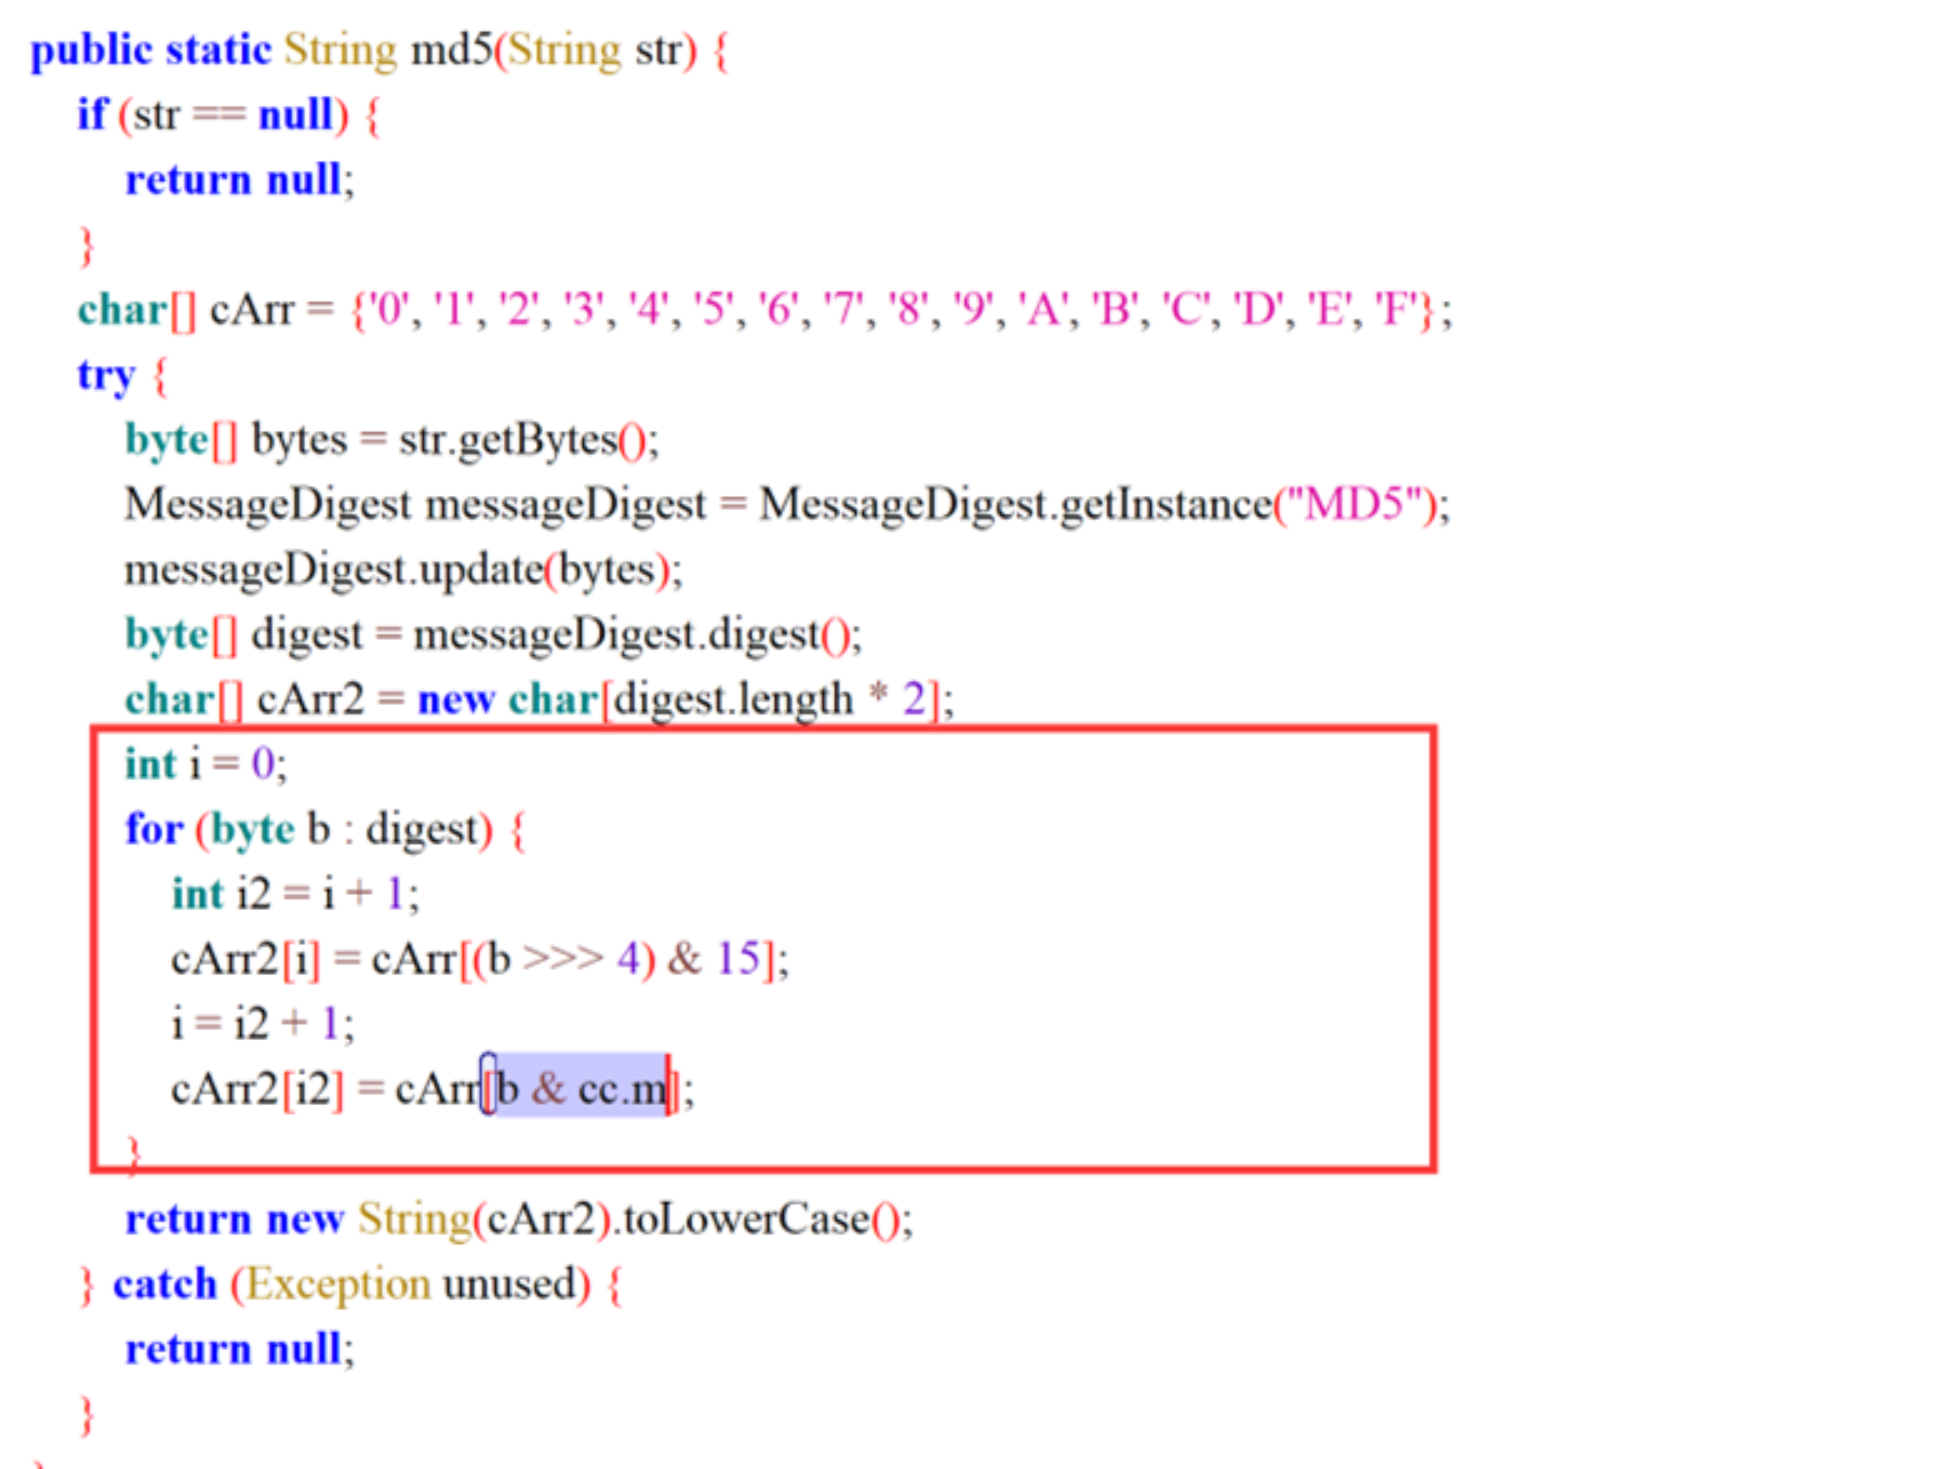 public static String md5(String str) {
if (str == null) {
return null;
}
char[] cArr = {'0', '1', '2', '3', '4', '5', '6', '7', '8', '9', 'A', 'B', 'C', 'D', 'E', 'F'};
try {
byte[] bytes = str.getBytes();
MessageDigest messageDigest = MessageDigest.getInstance("MD5");
messageDigest.update(bytes);
byte[] digest = messageDigest.digest();
char[] cArr2 = new char[digest.length * 2];
int i = 0;
for (byte b : digest) {
int i2 = i + 1;
cArr2[i] = cArr[(b >>> 4) & 15];
i = i2 + 1;
cArr2[i2] = cArr[b & cc.m];
}
return new String(cArr2).toLowerCase();
} catch (Exception unused) {
return null;
}